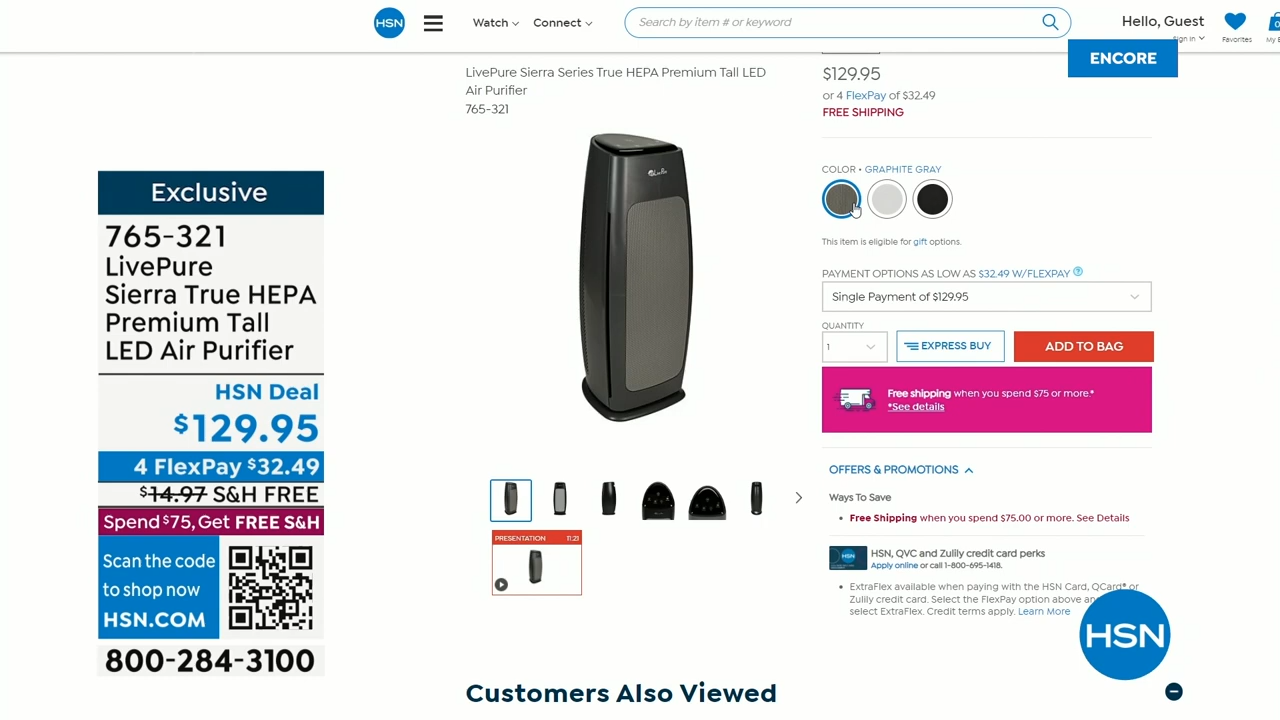 HSN
Watch
Connect
Search by item # or keyword
Hello, Guest
Sign In
Favorites
0
ENCORE
LivePure Sierra Series True HEPA Premium Tall LED
Air Purifier
765-321
$129.95
or 4 FlexPay of $32.49
FREE SHIPPING
COLOR • GRAPHITE GRAY
This item is eligible for gift options.
PAYMENT OPTIONS AS LOW AS $32.49 W/FLEXPAY ?
Single Payment of $129.95
QUANTITY
1
EXPRESS BUY
ADD TO BAG
Free shipping when you spend $75 or more.*
*See details
OFFERS & PROMOTIONS
Ways To Save
• Free Shipping when you spend $75.00 or more. See Details
HSN
HSN, QVC and Zulily credit card perks
Apply online or call 1-800-695-1418.
• ExtraFlex available when paying with the HSN Card, QCard® or
Zulily credit card. Select the FlexPay option above and
select ExtraFlex. Credit terms apply. Learn More
PRESENTATION 11:21
Customers Also Viewed
Exclusive
765-321
LivePure
Sierra True HEPA
Premium Tall
LED Air Purifier
HSN Deal
$129.95
4 FlexPay $32.49
$14.97 S&H FREE
Spend $75, Get FREE S&H
Scan the code
to shop now
HSN.COM
800-284-3100
HSN